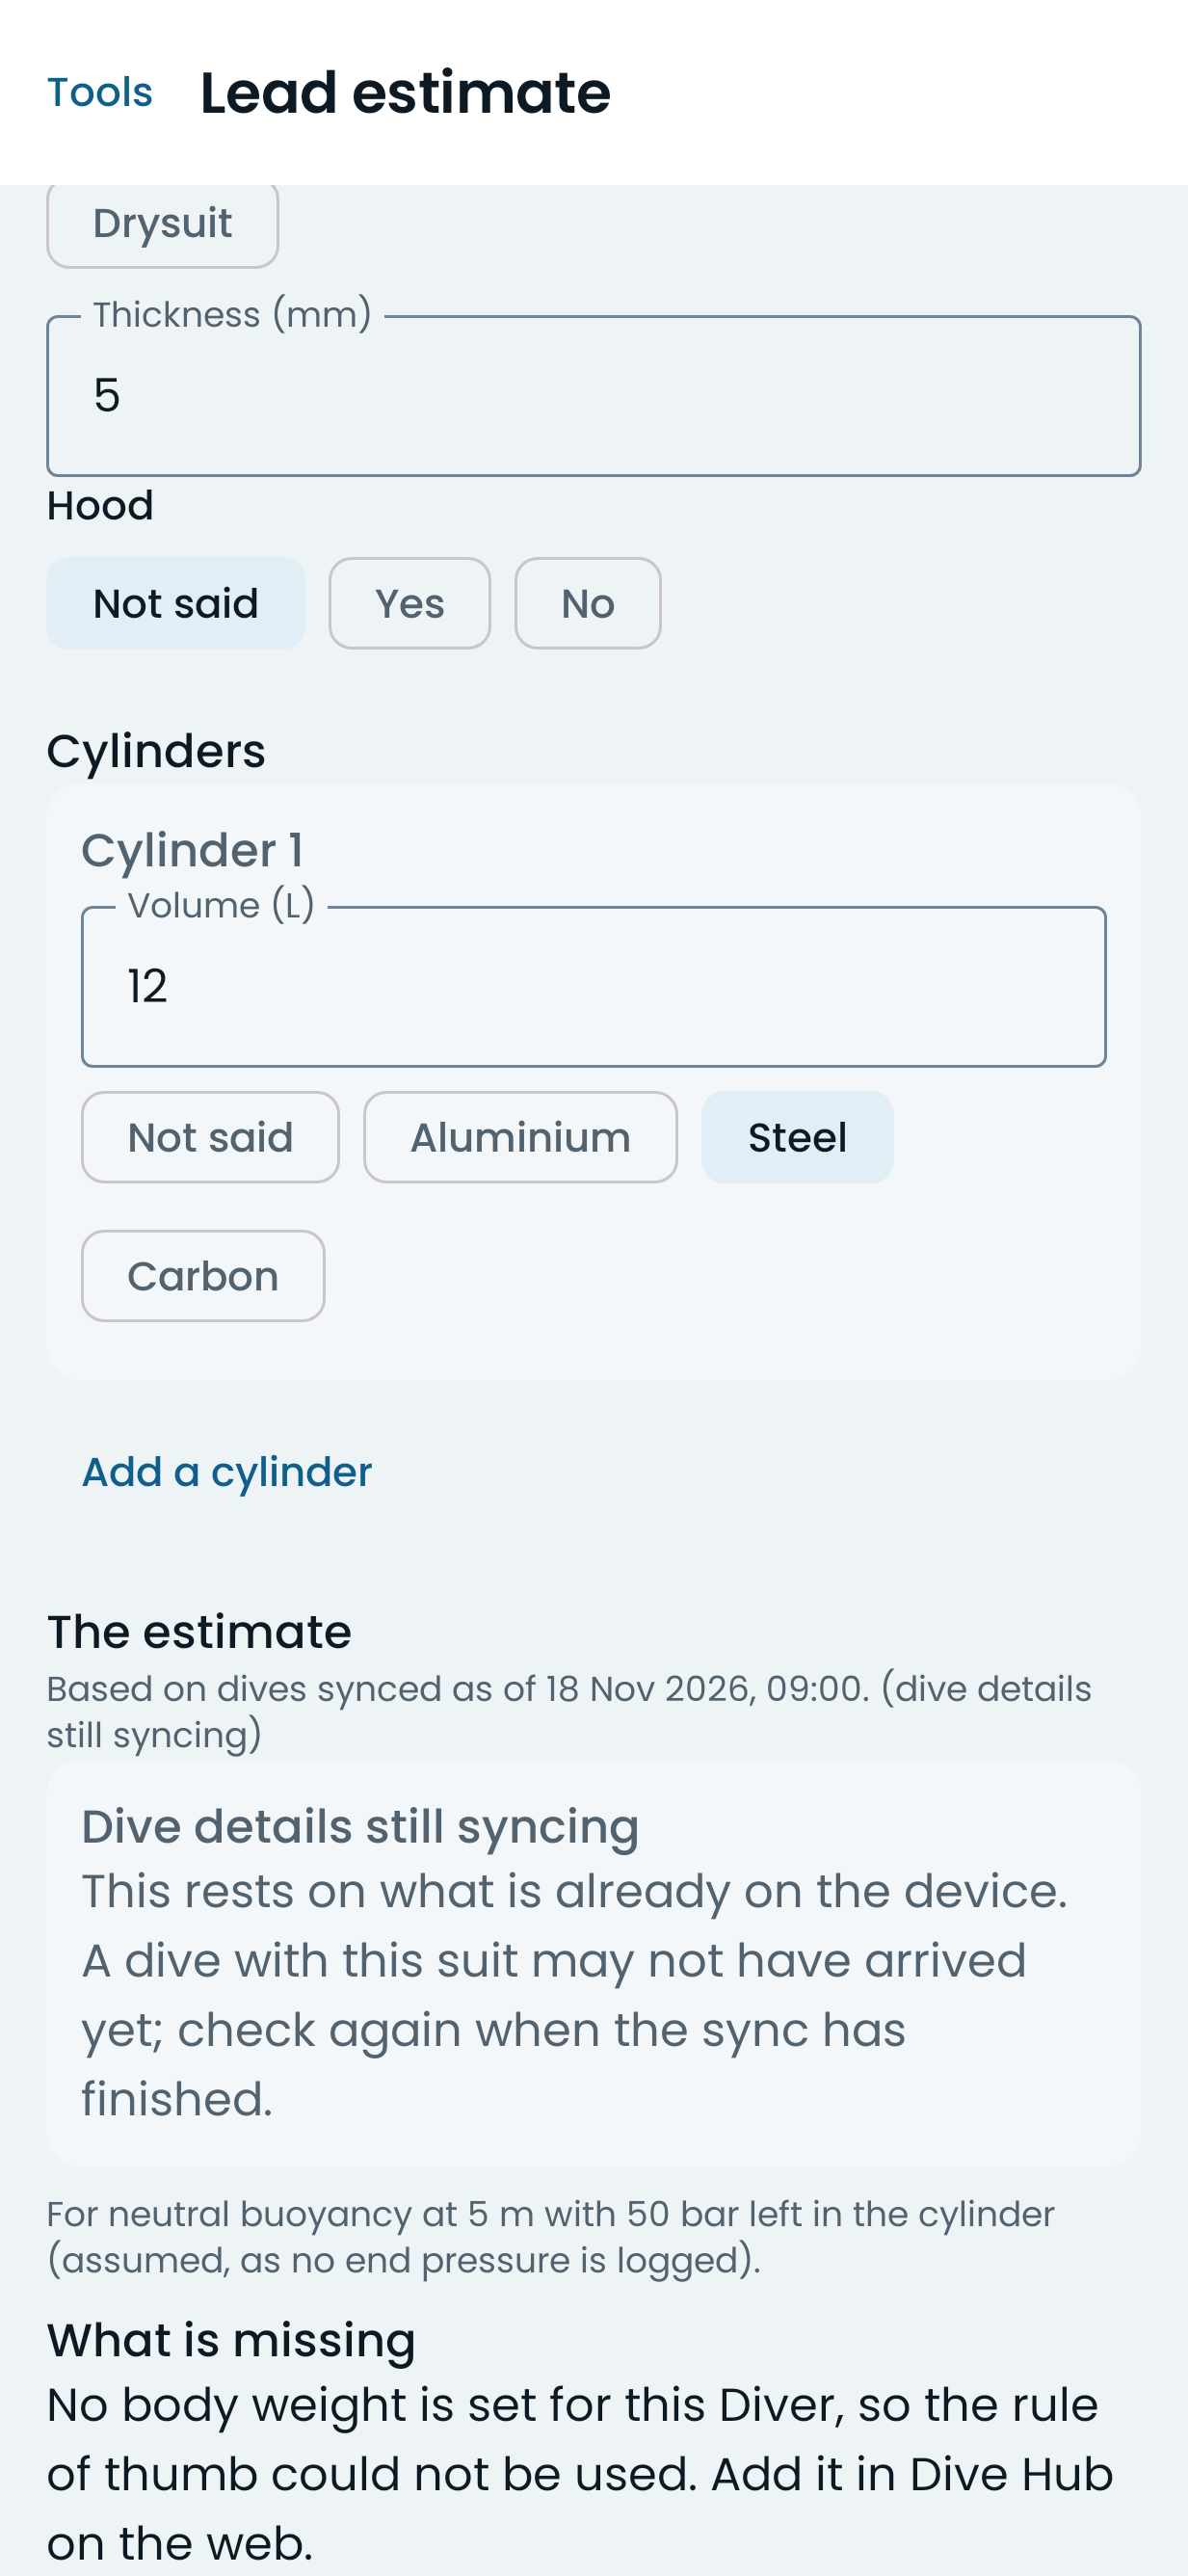 Tools
Lead estimate
Drysuit
Thickness (mm)
5
Hood
Not said
Yes
No
Cylinders
Cylinder 1
Volume (L)
12
Not said
Aluminium
Steel
Carbon
Add a cylinder
The estimate
Based on dives synced as of 18 Nov 2026, 09:00. (dive details
still syncing)
Dive details still syncing
This rests on what is already on the device.
A dive with this suit may not have arrived
yet; check again when the sync has
finished.
For neutral buoyancy at 5 m with 50 bar left in the cylinder
(assumed, as no end pressure is logged).
What is missing
No body weight is set for this Diver, so the rule
of thumb could not be used. Add it in Dive Hub
on the web.